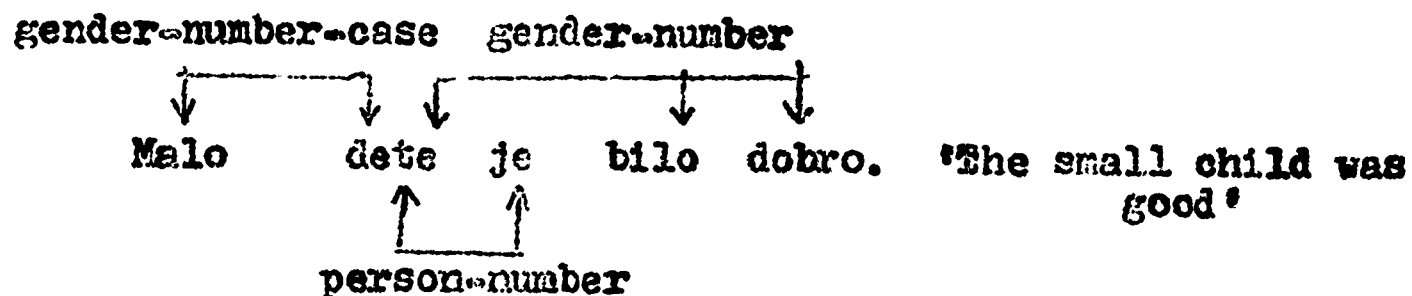 gender-number-case gender-number
Malo dete je bilo dobro. 'The small child was
good'
person-number